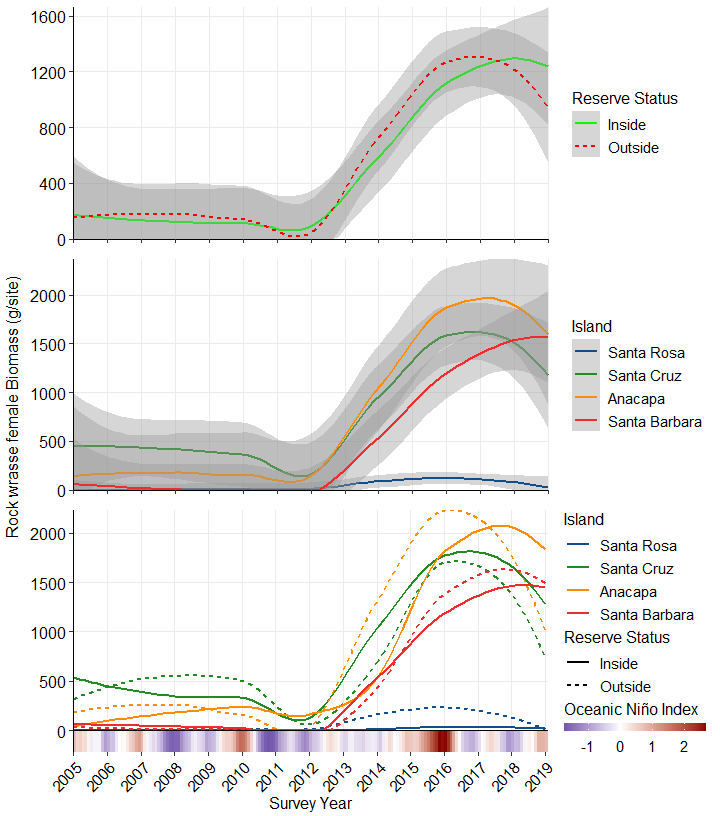 Rock wrasse female Biomass (g/site)
1600
1200
800
400
0
Reserve Status
Inside
Outside
2000
1500
1000
500
0
Island
Santa Rosa
Santa Cruz
Anacapa
Santa Barbara
2000
1500
1000
500
0
Island
Santa Rosa
Santa Cruz
Anacapa
Santa Barbara
Reserve Status
Inside
Outside
Oceanic Niño Index
-1 0 1 2
2005 2006 2007 2008 2009 2010 2011 2012 2013 2014 2015 2016 2017 2018 2019
Survey Year